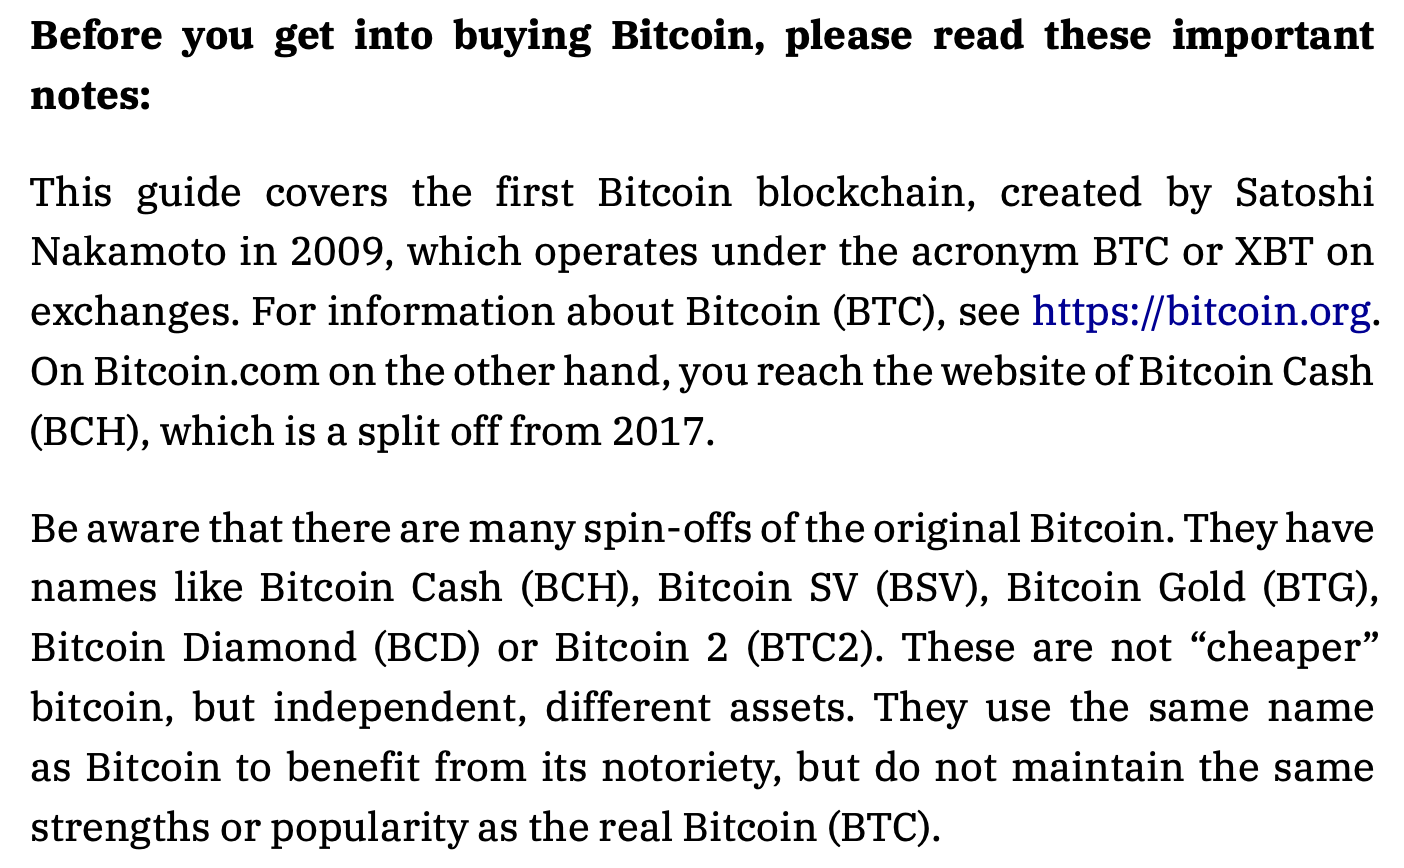 Before you get into buying Bitcoin, please read these important
notes:
This guide covers the first Bitcoin blockchain, created by Satoshi
Nakamoto in 2009, which operates under the acronym BTC or XBT on
exchanges. For information about Bitcoin (BTC), see https://bitcoin.org.
On Bitcoin.com on the other hand, you reach the website of Bitcoin Cash
(BCH), which is a split off from 2017.
Be aware that there are many spin-offs of the original Bitcoin. They have
names like Bitcoin Cash (BCH), Bitcoin SV (BSV), Bitcoin Gold (BTG),
Bitcoin Diamond (BCD) or Bitcoin 2 (BTC2). These are not “cheaper”
bitcoin, but independent, different assets. They use the same name
as Bitcoin to benefit from its notoriety, but do not maintain the same
strengths or popularity as the real Bitcoin (BTC).